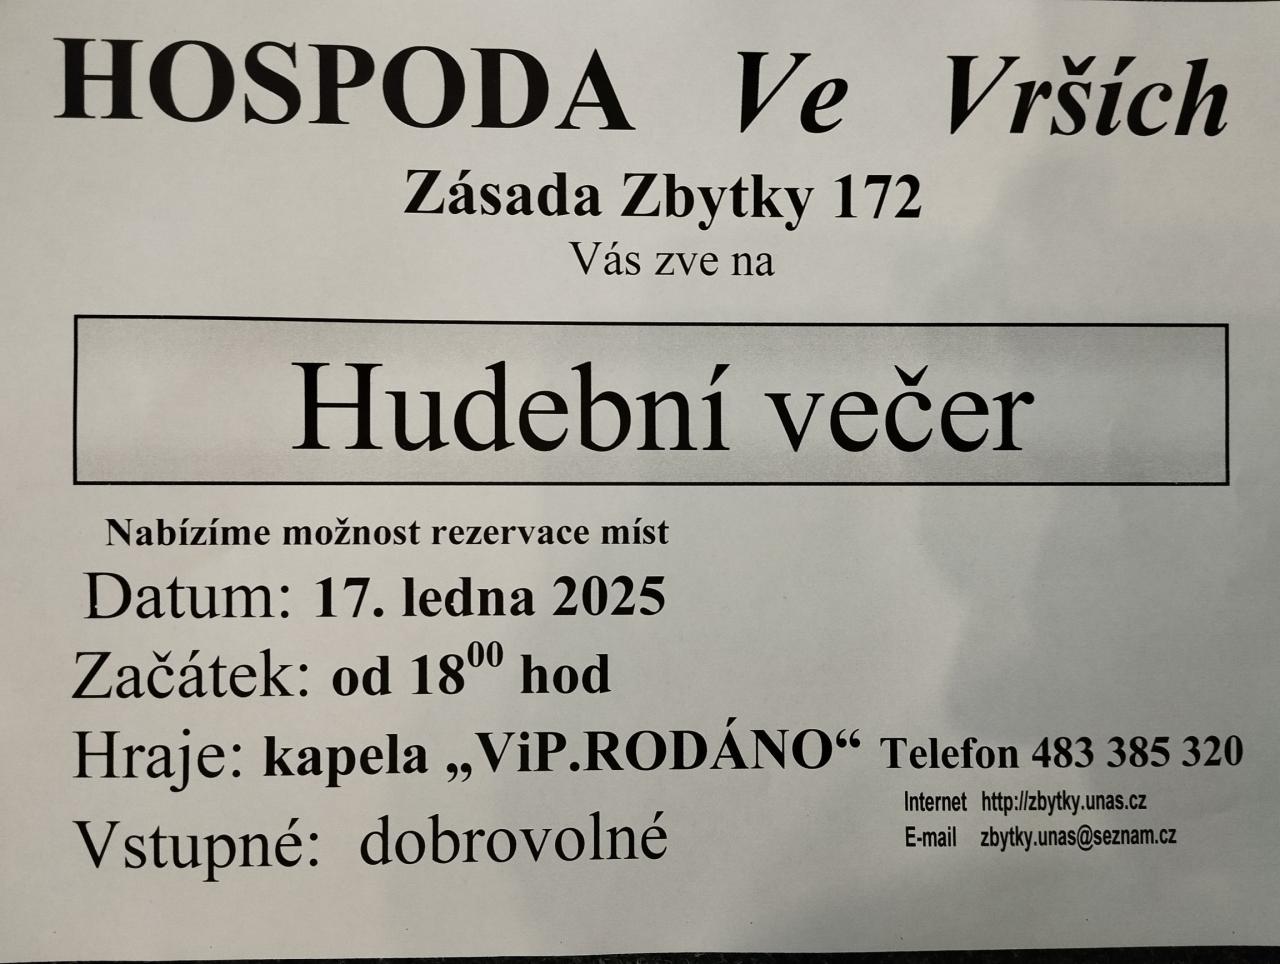 HOSPODA Ve Vrších
Zásada Zbytky 172
Vás zve na
Hudební večer
Nabízíme možnost rezervace míst
Datum: 17. ledna 2025
Začátek: od 18⁰⁰ hod
Hraje: kapela „ViP.RODÁNO“ Telefon 483 385 320
Internet http://zbytky.unas.cz
E-mail zbytky.unas@seznam.cz
Vstupné: dobrovolné